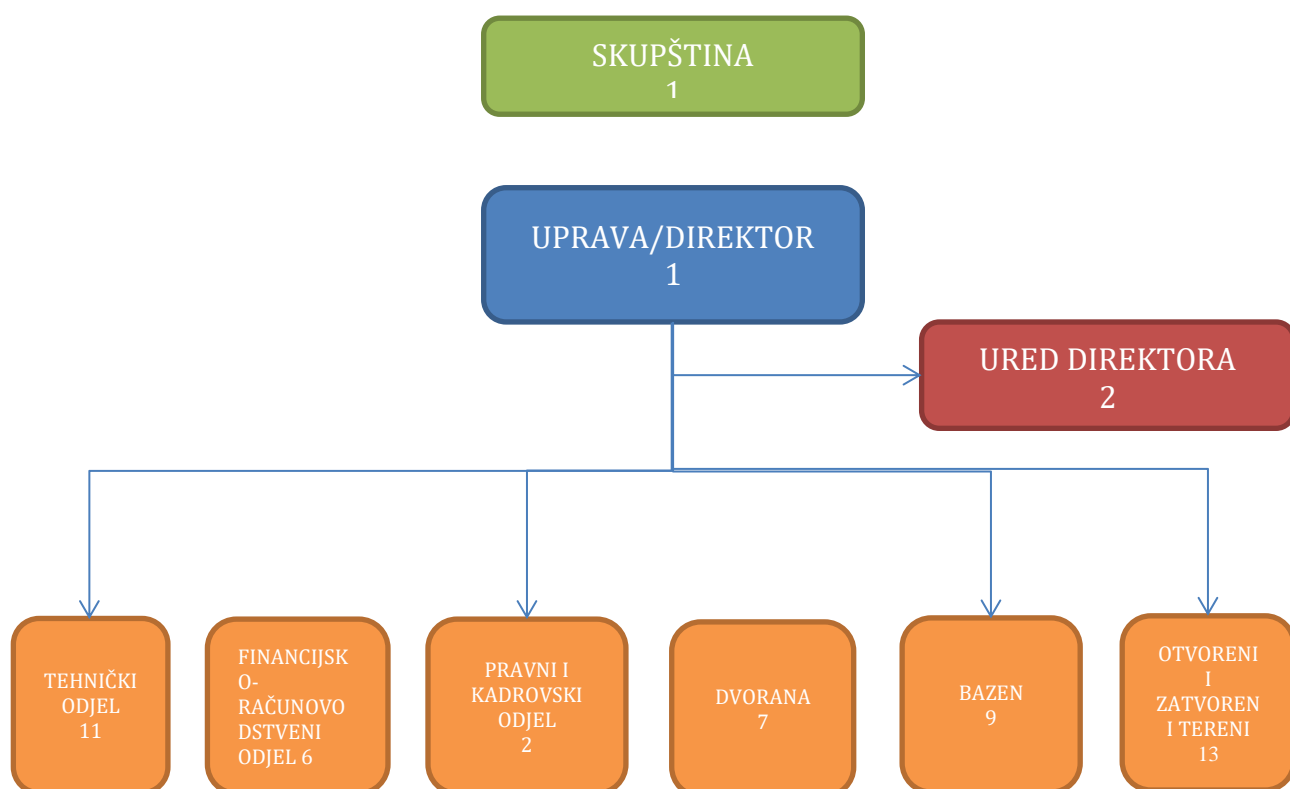 SKUPŠTINA
1
UPRAVA/DIREKTOR
1
URED DIREKTORA
2
TEHNIČKI
ODJEL
11
FINANCIJSK
O-
RAČUNOVO
DSTVENI
ODJEL 6
PRAVNI I
KADROVSKI
ODJEL
2
DVORANA
7
BAZEN
9
OTVORENI
I
ZATVOREN
I TERENI
13